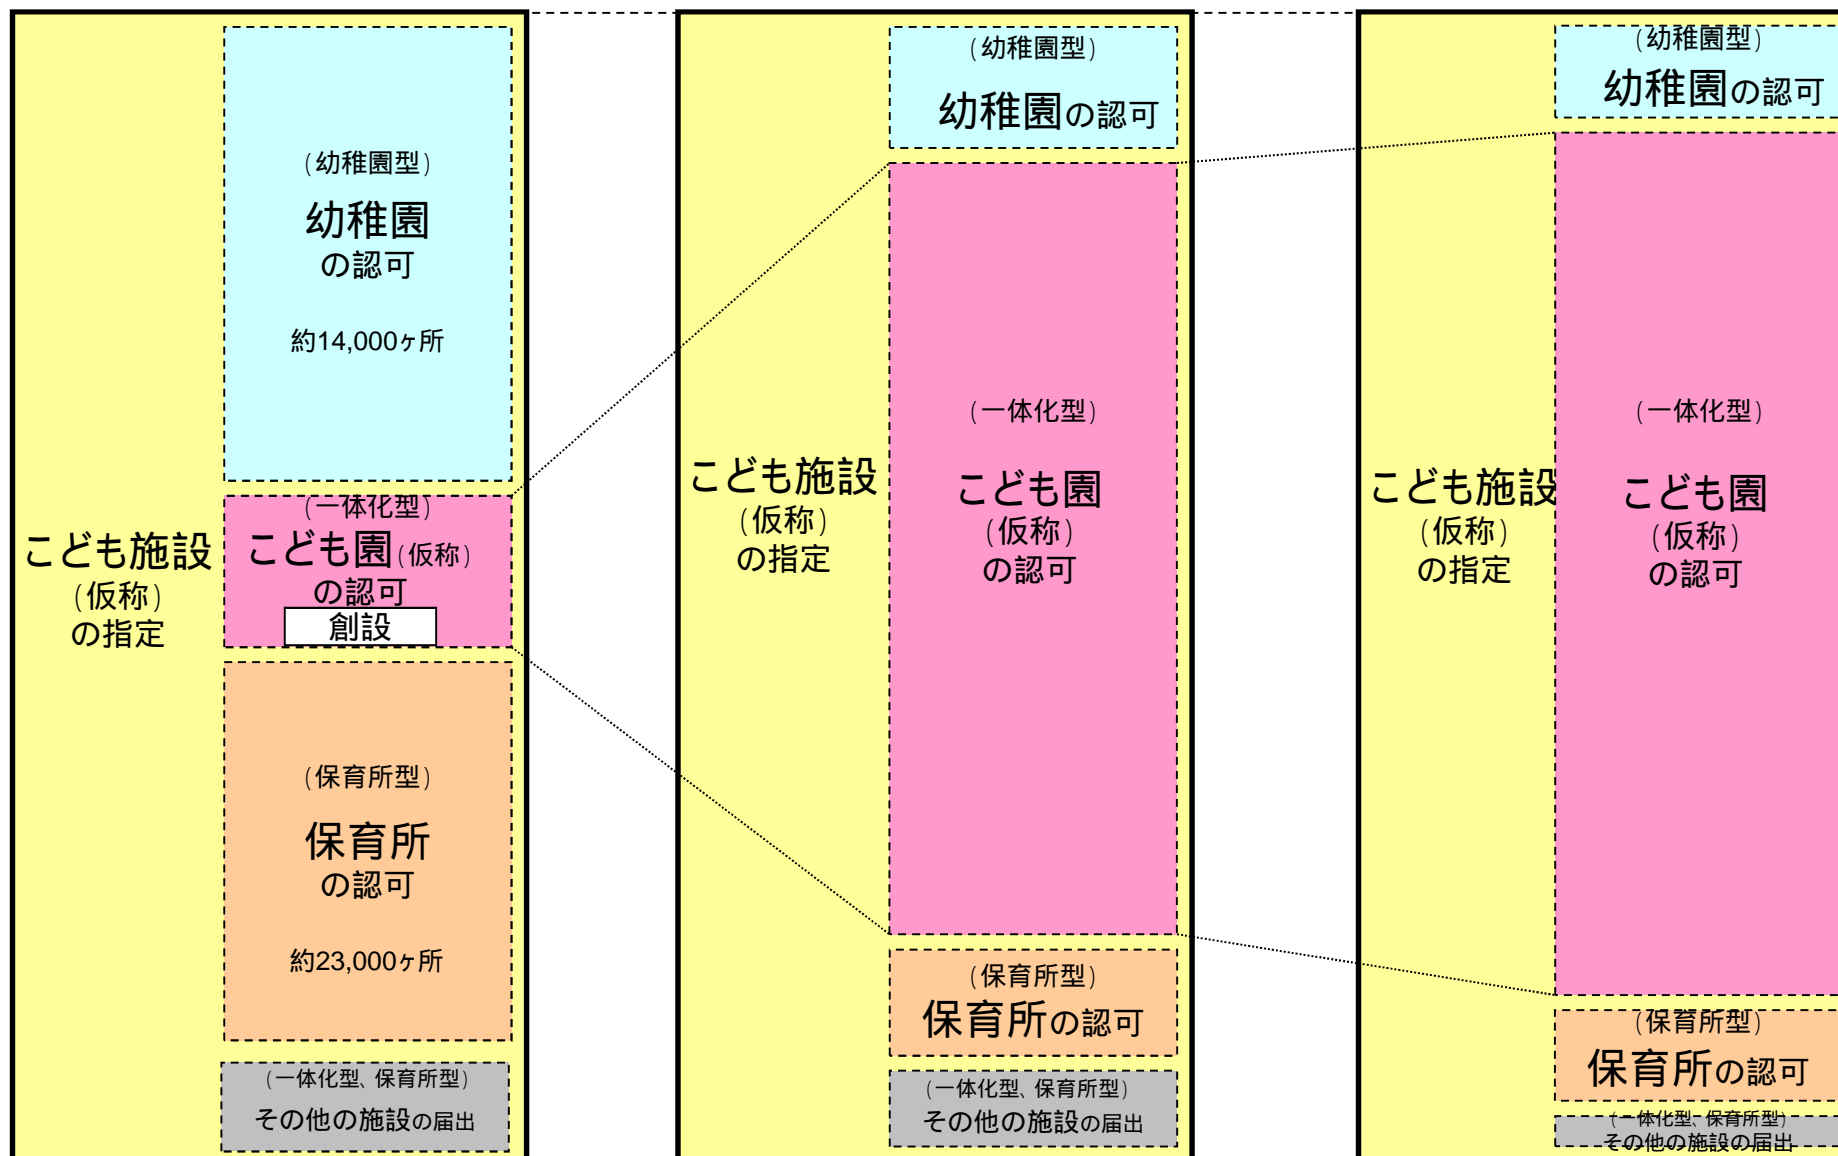 こども施設
(仮称)
の指定
(幼稚園型)
幼稚園
の認可
約14,000ヶ所
(一体化型)
こども園(仮称)
の認可
創設
(保育所型)
保育所
の認可
約23,000ヶ所
(一体化型、保育所型)
その他の施設の届出
こども施設
(仮称)
の指定
(幼稚園型)
幼稚園の認可
(一体化型)
こども園
(仮称)
の認可
(保育所型)
保育所の認可
(一体化型、保育所型)
その他の施設の届出
こども施設
(仮称)
の指定
(幼稚園型)
幼稚園の認可
(一体化型)
こども園
(仮称)
の認可
(保育所型)
保育所の認可
(一体化型、保育所型)
その他の施設の届出